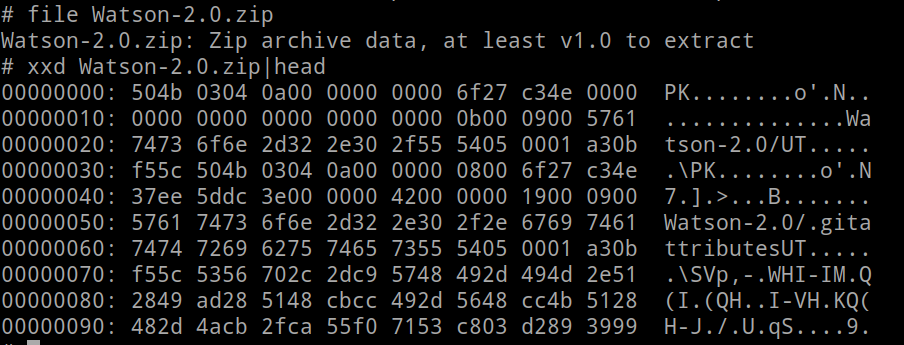 # file Watson-2.0.zip
Watson-2.0.zip: Zip archive data, at least v1.0 to extract
# xxd Watson-2.0.zip|head
00000000: 504b 0304 0a00 0000 0000 6f27 c34e 0000  PK........o'.N..
00000010: 0000 0000 0000 0000 0000 0b00 0900 5761  ..............Wa
00000020: 7473 6f6e 2d32 2e30 2f55 5405 0001 a30b  tson-2.0/UT.....
00000030: f55c 504b 0304 0a00 0000 0800 6f27 c34e  .\PK........o'.N
00000040: 37ee 5ddc 3e00 0000 4200 0000 1900 0900  7.].>...B.......
00000050: 5761 7473 6f6e 2d32 2e30 2f2e 6769 7461  Watson-2.0/.gita
00000060: 7474 7269 6275 7465 7355 5405 0001 a30b  ttributesUT.....
00000070: f55c 5356 702c 2dc9 5748 492d 494d 2e51  .\SVp,-.WHI-IM.Q
00000080: 2849 ad28 5148 cbcc 492d 5648 cc4b 5128  (I.(QH..I-VH.KQ(
00000090: 482d 4acb 2fca 55f0 7153 c803 d289 3999  H-J./.U.qS....9.